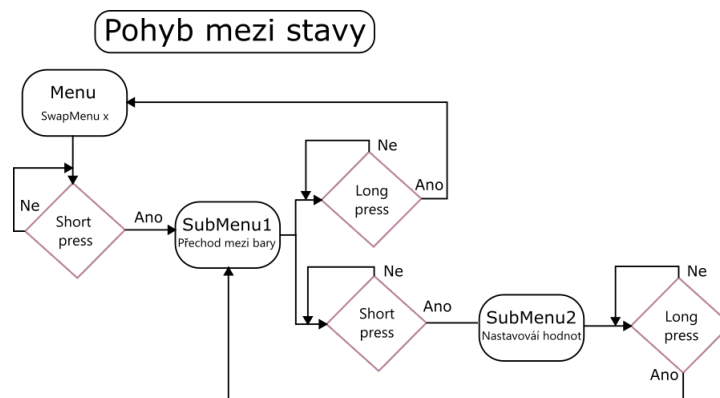 Pohyb mezi stavy
Menu
SwapMenu x
Ne
Short
press
Ano
SubMenu1
Přechod mezi bary
Ne
Long
press
Ano
Ne
Short
press
Ano
SubMenu2
Nastavováí hodnot
Ne
Long
press
Ano